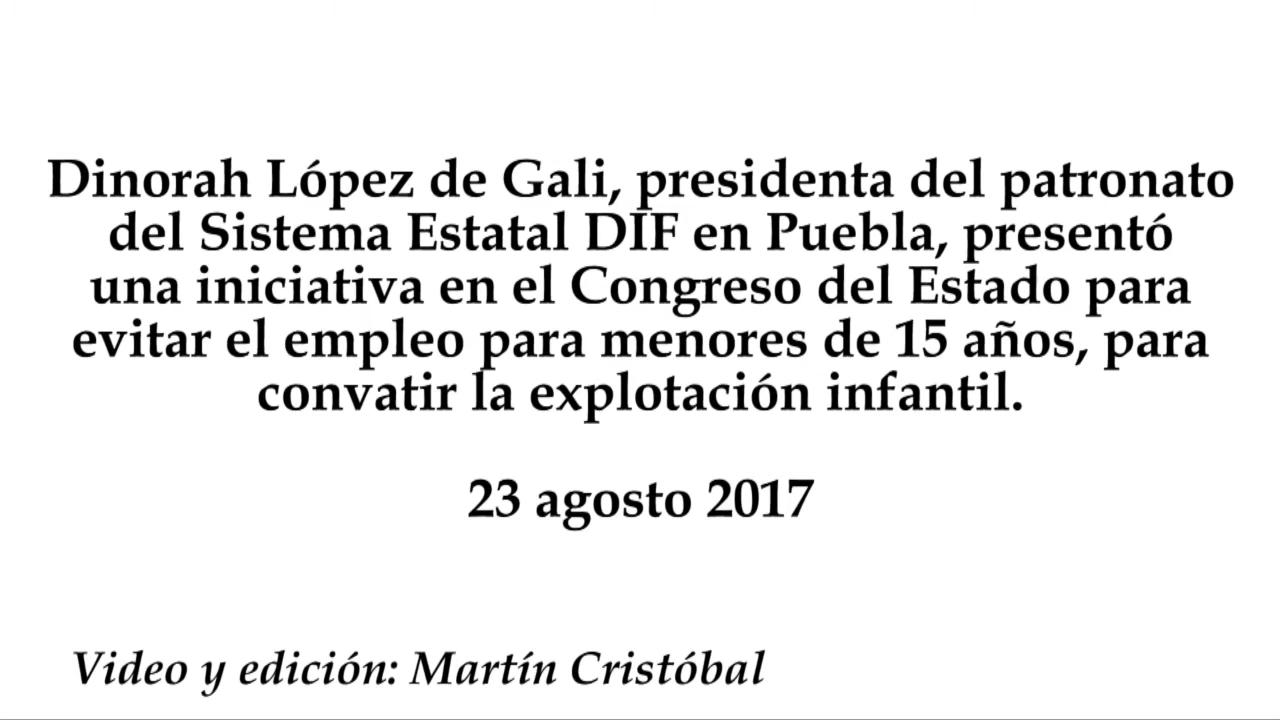 Dinorah López de Gali, presidenta del patronato
del Sistema Estatal DIF en Puebla, presentó
una iniciativa en el Congreso del Estado para
evitar el empleo para menores de 15 años, para
convatir la explotación infantil.
23 agosto 2017
Video y edición: Martín Cristóbal